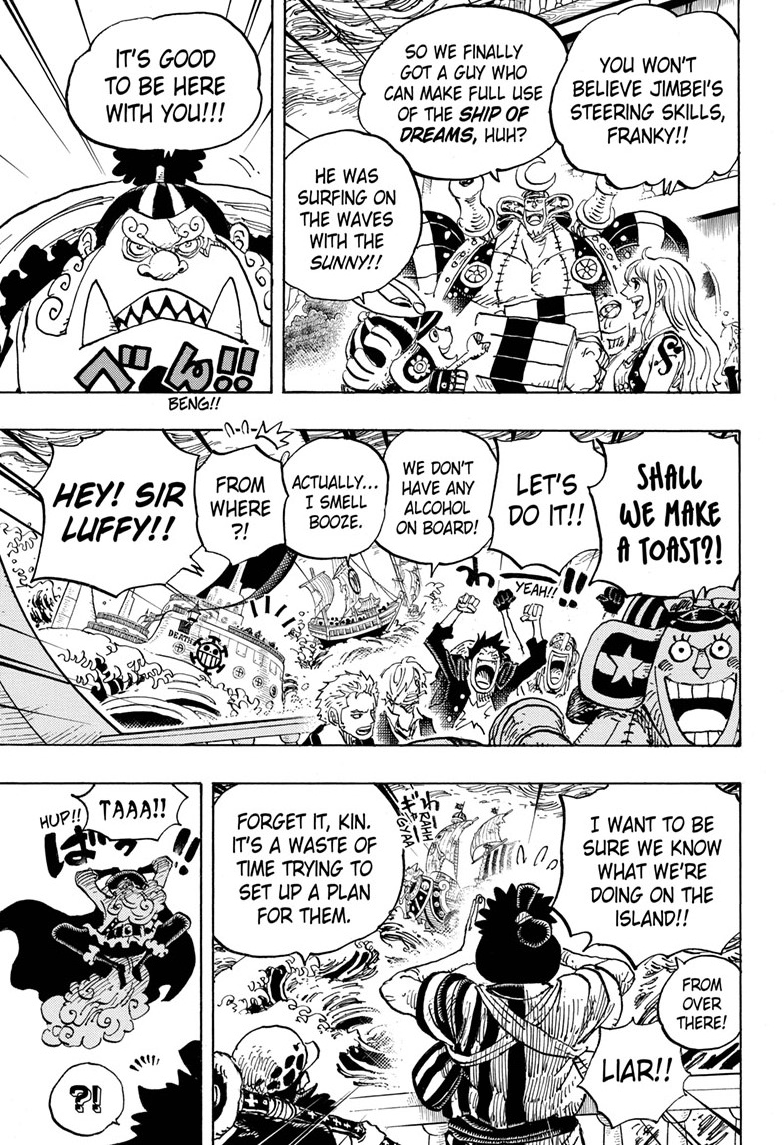 YOU WON'T
BELIEVE JIMBEI'S
STEERING SKILLS,
FRANKY!!
SO WE FINALLY
GOT A GUY WHO
CAN MAKE FULL USE
OF THE SHIP OF
DREAMS, HUH?
HE WAS
SURFING ON
THE WAVES
WITH THE
SUNNY!!
IT'S GOOD
TO BE HERE
WITH YOU!!!
べーん!!
BENG!!
SHALL
WE MAKE
A TOAST?!
LET'S
DO IT!!
YEAH!!
WE DON'T
HAVE ANY
ALCOHOL
ON BOARD!
ACTUALLY...
I SMELL
BOOZE.
FROM
WHERE
?!
HEY! SIR
LUFFY!!
DEATH
I WANT TO BE
SURE WE KNOW
WHAT WE'RE
DOING ON THE
ISLAND!!
RAHH
GYAA
FORGET IT, KIN.
IT'S A WASTE OF
TIME TRYING TO
SET UP A PLAN
FOR THEM.
FROM
OVER
THERE!
LIAR!!
TAAA!!
HUP!!
ばっ!!
?!